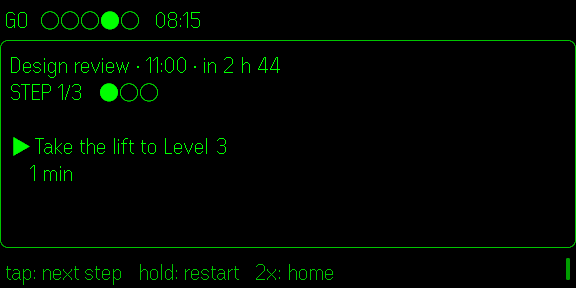 GO ○○○●○ 08:15
Design review · 11:00 · in 2 h 44
STEP 1/3 ●○○
▶ Take the lift to Level 3
1 min
tap: next step hold: restart 2x: home